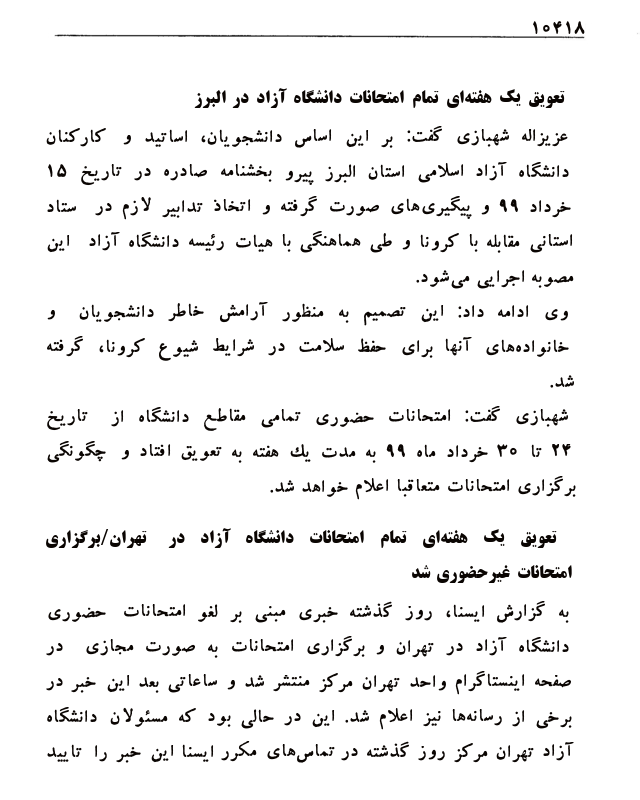 ۱۰۴۱۸
تعویق یک هفته‌ای تمام امتحانات دانشگاه آزاد در البرز
عزیزاله شهبازی گفت: بر این اساس دانشجویان، اساتید و کارکنان
دانشگاه آزاد اسلامی استان البرز پیرو بخشنامه صادره در تاریخ ۱۵
خرداد ۹۹ و پیگیری‌های صورت گرفته و اتخاذ تدابیر لازم در ستاد
استانی مقابله با کرونا و طی هماهنگی با هیات رئیسه دانشگاه آزاد این
مصوبه اجرایی می‌شود.
وی ادامه داد: این تصمیم به منظور آرامش خاطر دانشجویان و
خانواده‌های آنها برای حفظ سلامت در شرایط شیوع کرونا، گرفته
شد.
شهبازی گفت: امتحانات حضوری تمامی مقاطع دانشگاه از تاریخ
۲۴ تا ۳۰ خرداد ماه ۹۹ به مدت یك هفته به تعویق افتاد و چگونگی
برگزاری امتحانات متعاقبا اعلام خواهد شد.
تعویق یک هفته‌ای تمام امتحانات دانشگاه آزاد در تهران/برگزاری
امتحانات غیرحضوری شد
به گزارش ایسنا، روز گذشته خبری مبنی بر لغو امتحانات حضوری
دانشگاه آزاد در تهران و برگزاری امتحانات به صورت مجازی در
صفحه اینستاگرام واحد تهران مرکز منتشر شد و ساعاتی بعد این خبر در
برخی از رسانه‌ها نیز اعلام شد. این در حالی بود که مسئولان دانشگاه
آزاد تهران مرکز روز گذشته در تماس‌های مکرر ایسنا این خبر را تایید